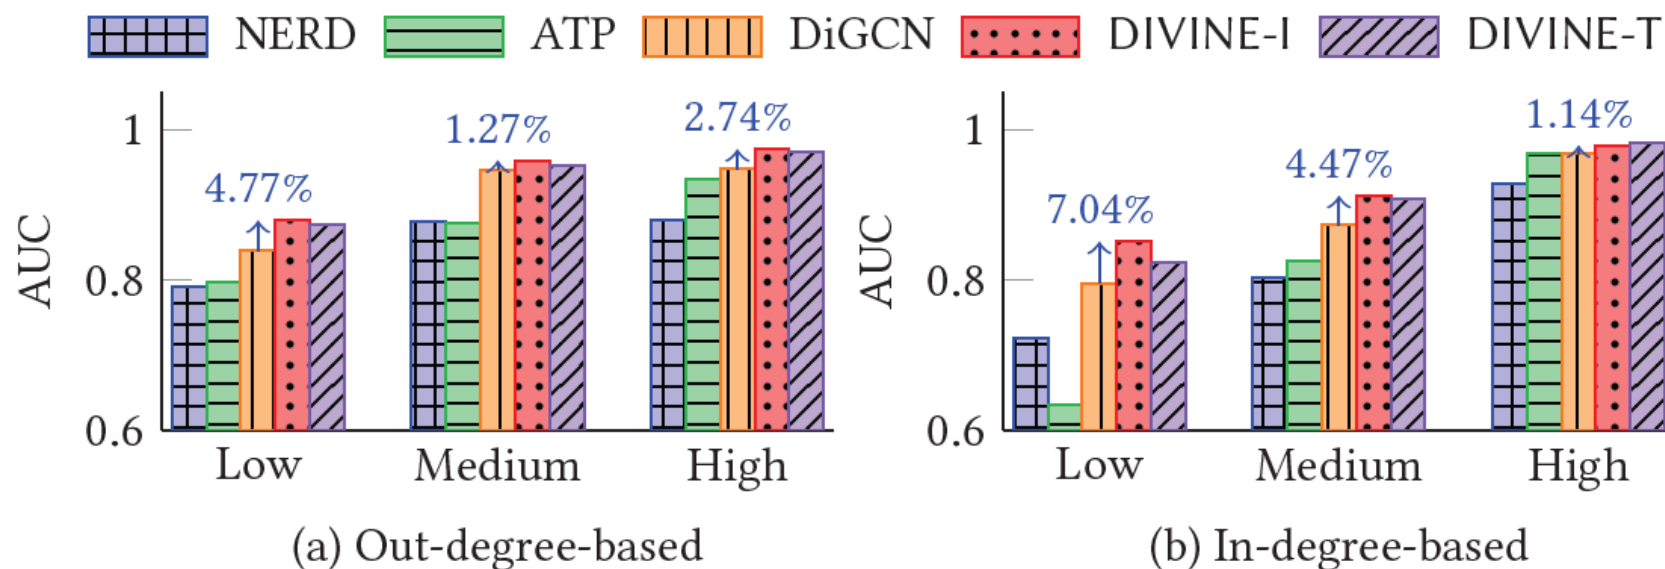 NERD ATP DiGCN DIVINE-I DIVINE-T
AUC
1
0.8
0.6
4.77%
1.27%
2.74%
Low Medium High
(a) Out-degree-based
AUC
1
0.8
0.6
7.04%
4.47%
1.14%
Low Medium High
(b) In-degree-based